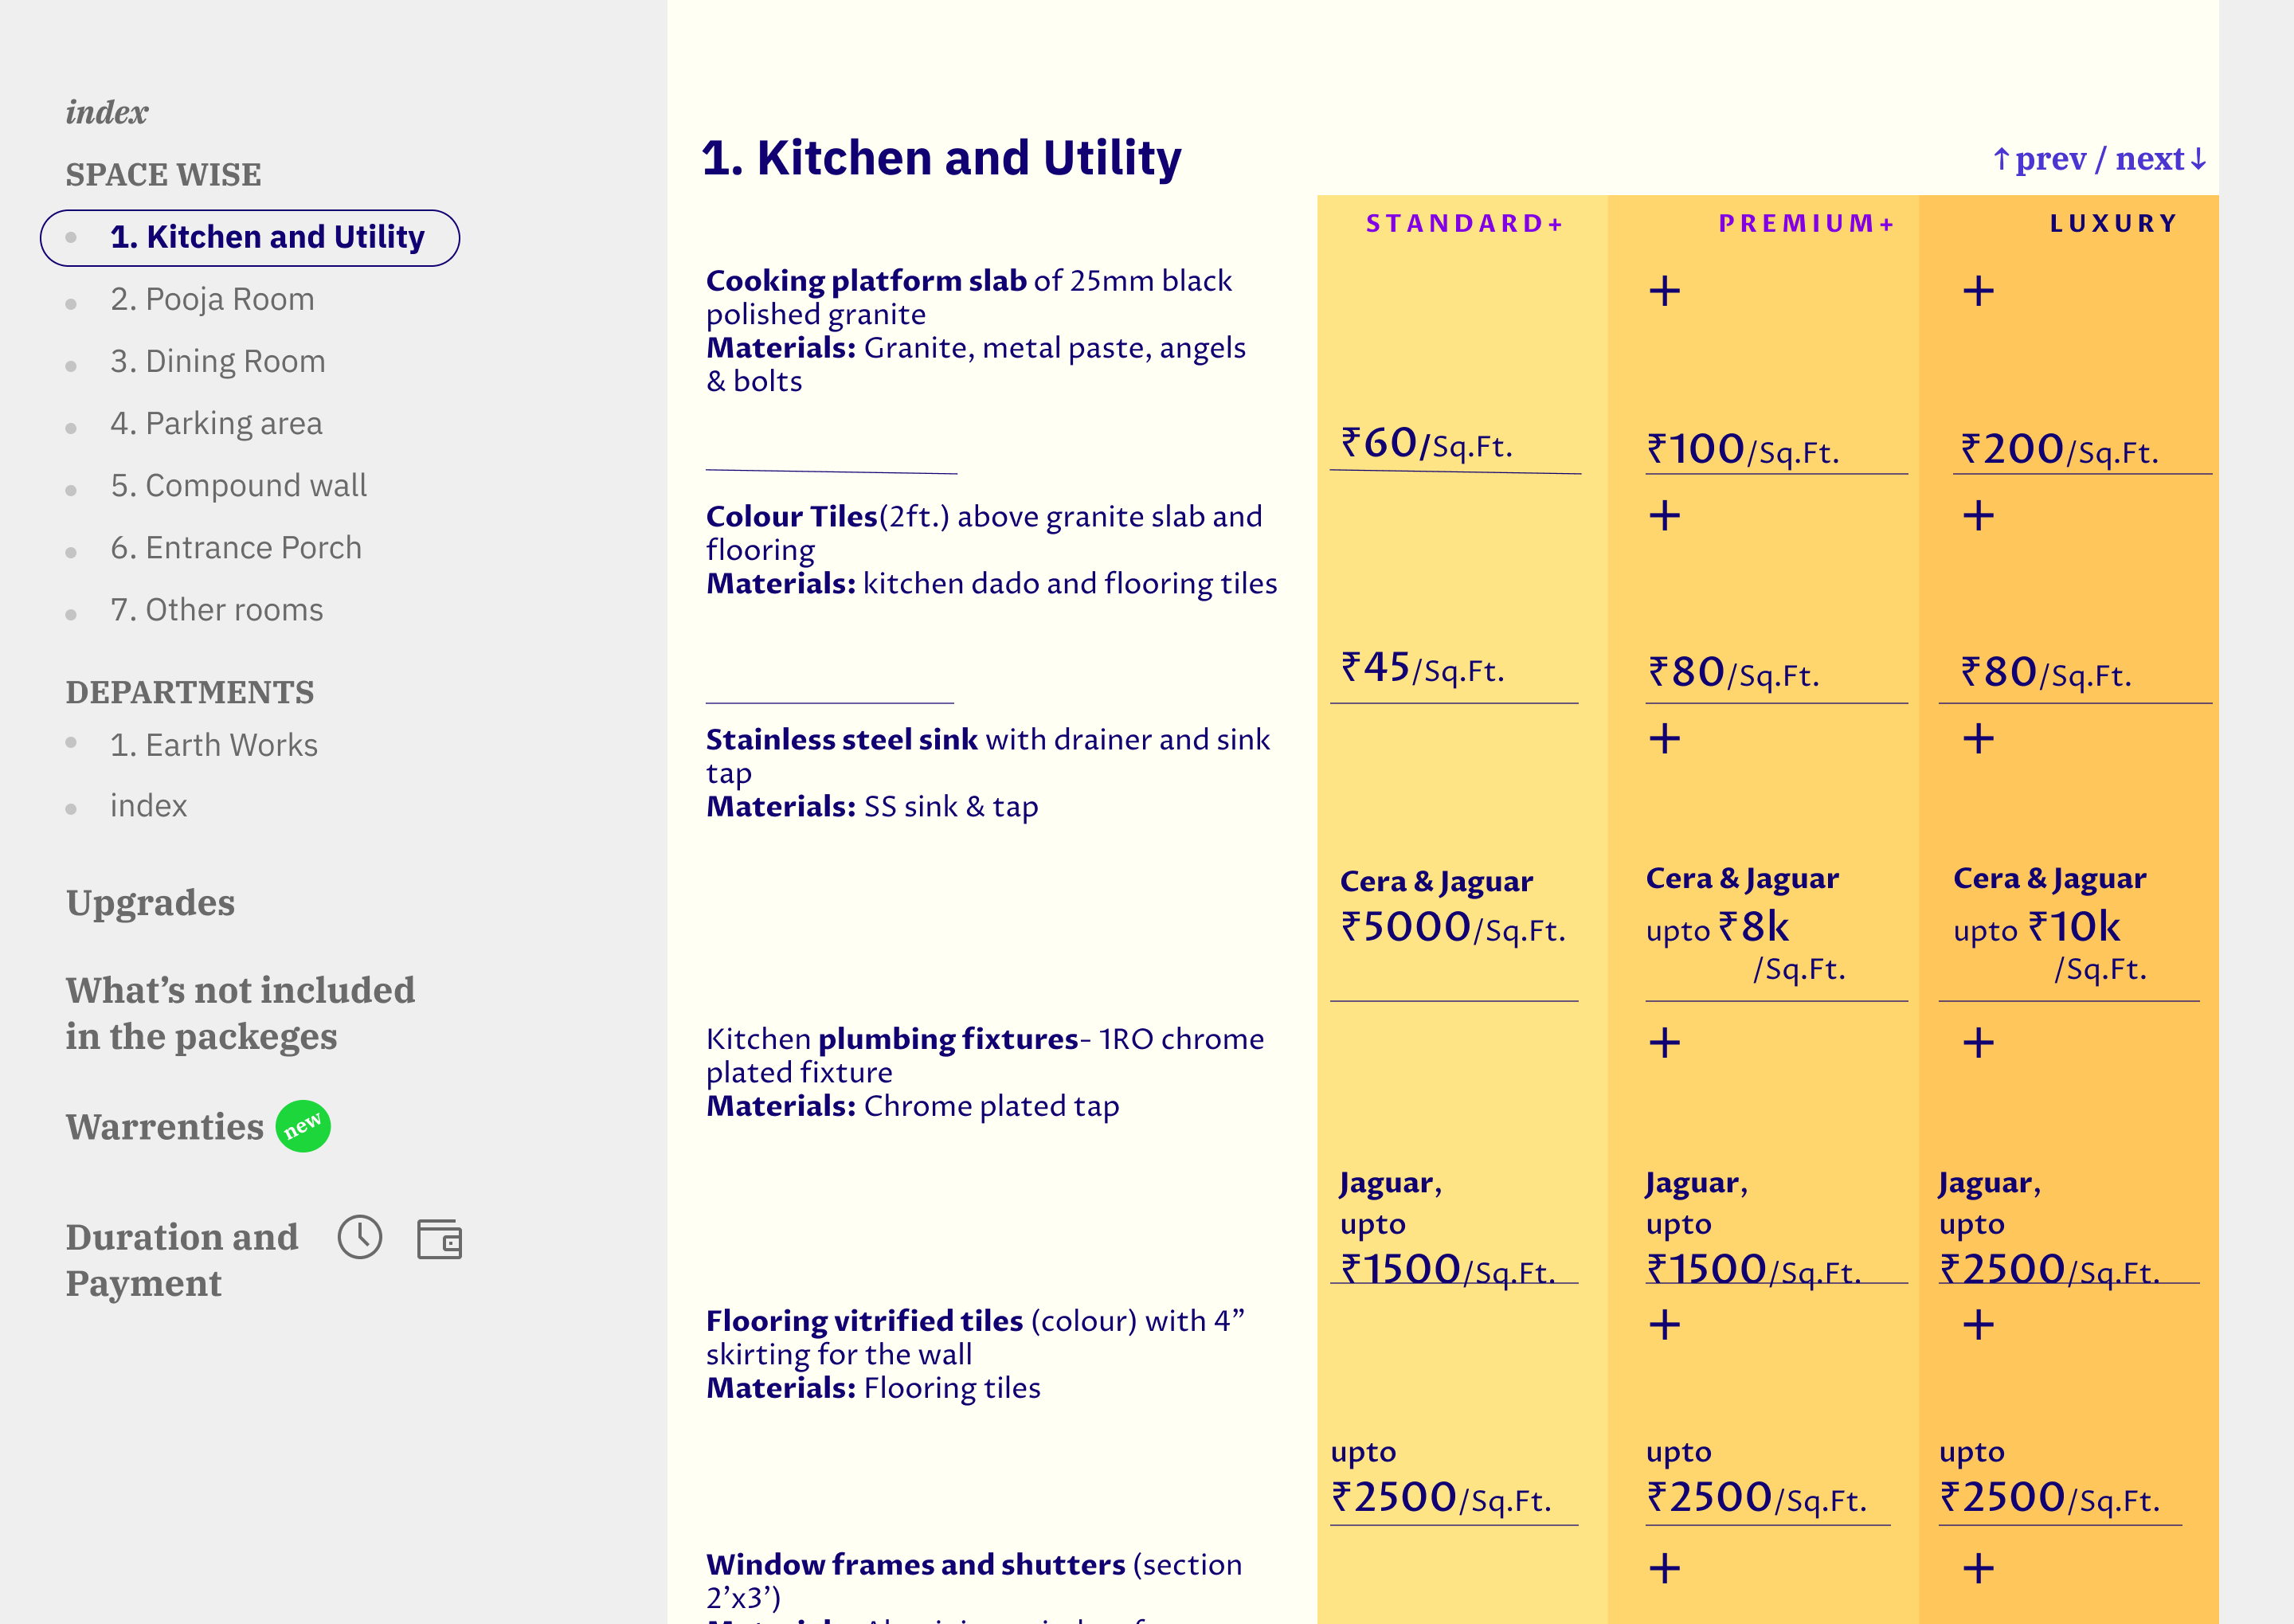 index
SPACE WISE
1. Kitchen and Utility
2. Pooja Room
3. Dining Room
4. Parking area
5. Compound wall
6. Entrance Porch
7. Other rooms
DEPARTMENTS
1. Earth Works
index
Upgrades
What’s not included
in the packeges
Warrenties new
Duration and
Payment
1. Kitchen and Utility
↑prev / next↓
STANDARD+ PREMIUM+ LUXURY
Cooking platform slab of 25mm black + +
polished granite
Materials: Granite, metal paste, angels
& bolts
₹60/Sq.Ft. ₹100/Sq.Ft. ₹200/Sq.Ft.
Colour Tiles(2ft.) above granite slab and + +
flooring
Materials: kitchen dado and flooring tiles
₹45/Sq.Ft. ₹80/Sq.Ft. ₹80/Sq.Ft.
Stainless steel sink with drainer and sink + +
tap
Materials: SS sink & tap
Cera & Jaguar Cera & Jaguar Cera & Jaguar
₹5000/Sq.Ft. upto ₹8k upto ₹10k
/Sq.Ft. /Sq.Ft.
Kitchen plumbing fixtures- 1RO chrome + +
plated fixture
Materials: Chrome plated tap
Jaguar, Jaguar, Jaguar,
upto upto upto
₹1500/Sq.Ft. ₹1500/Sq.Ft. ₹2500/Sq.Ft.
Flooring vitrified tiles (colour) with 4” + +
skirting for the wall
Materials: Flooring tiles
upto upto upto
₹2500/Sq.Ft. ₹2500/Sq.Ft. ₹2500/Sq.Ft.
Window frames and shutters (section + +
2’x3’)